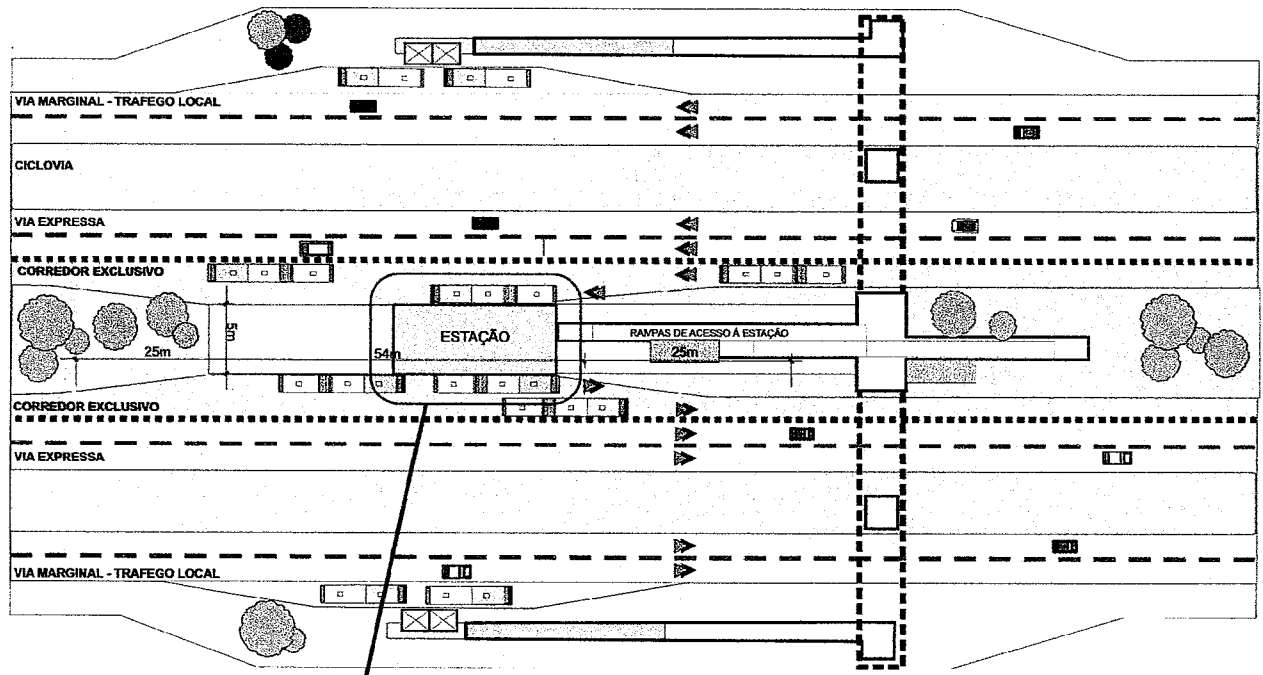 VIA MARGINAL - TRAFEGO LOCAL
CICLOVIA
VIA EXPRESSA
CORREDOR EXCLUSIVO
5m
ESTAÇÃO
RAMPAS DE ACESSO Á ESTAÇÃO
25m
54m
25m
CORREDOR EXCLUSIVO
VIA EXPRESSA
VIA MARGINAL - TRAFEGO LOCAL